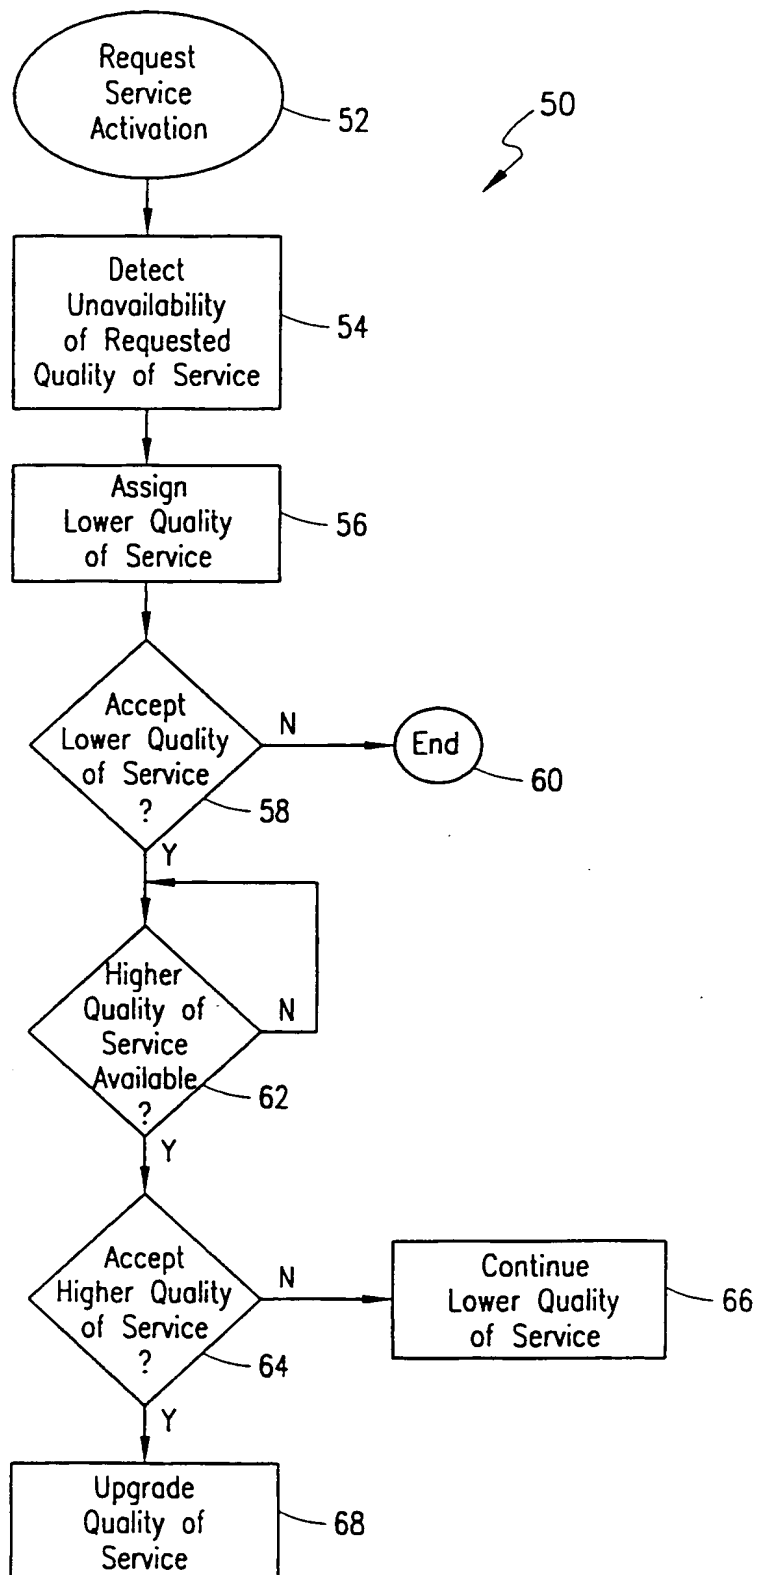 Request
Service
Activation
52
50
Detect
Unavailability
of Requested
Quality of Service
54
Assign
Lower Quality
of Service
56
Accept
Lower Quality
of Service
?
58
N
End
60
Y
Higher
Quality of
Service
Available
?
62
N
Y
Accept
Higher Quality
of Service
?
64
N
Continue
Lower Quality
of Service
66
Y
Upgrade
Quality of
Service
68